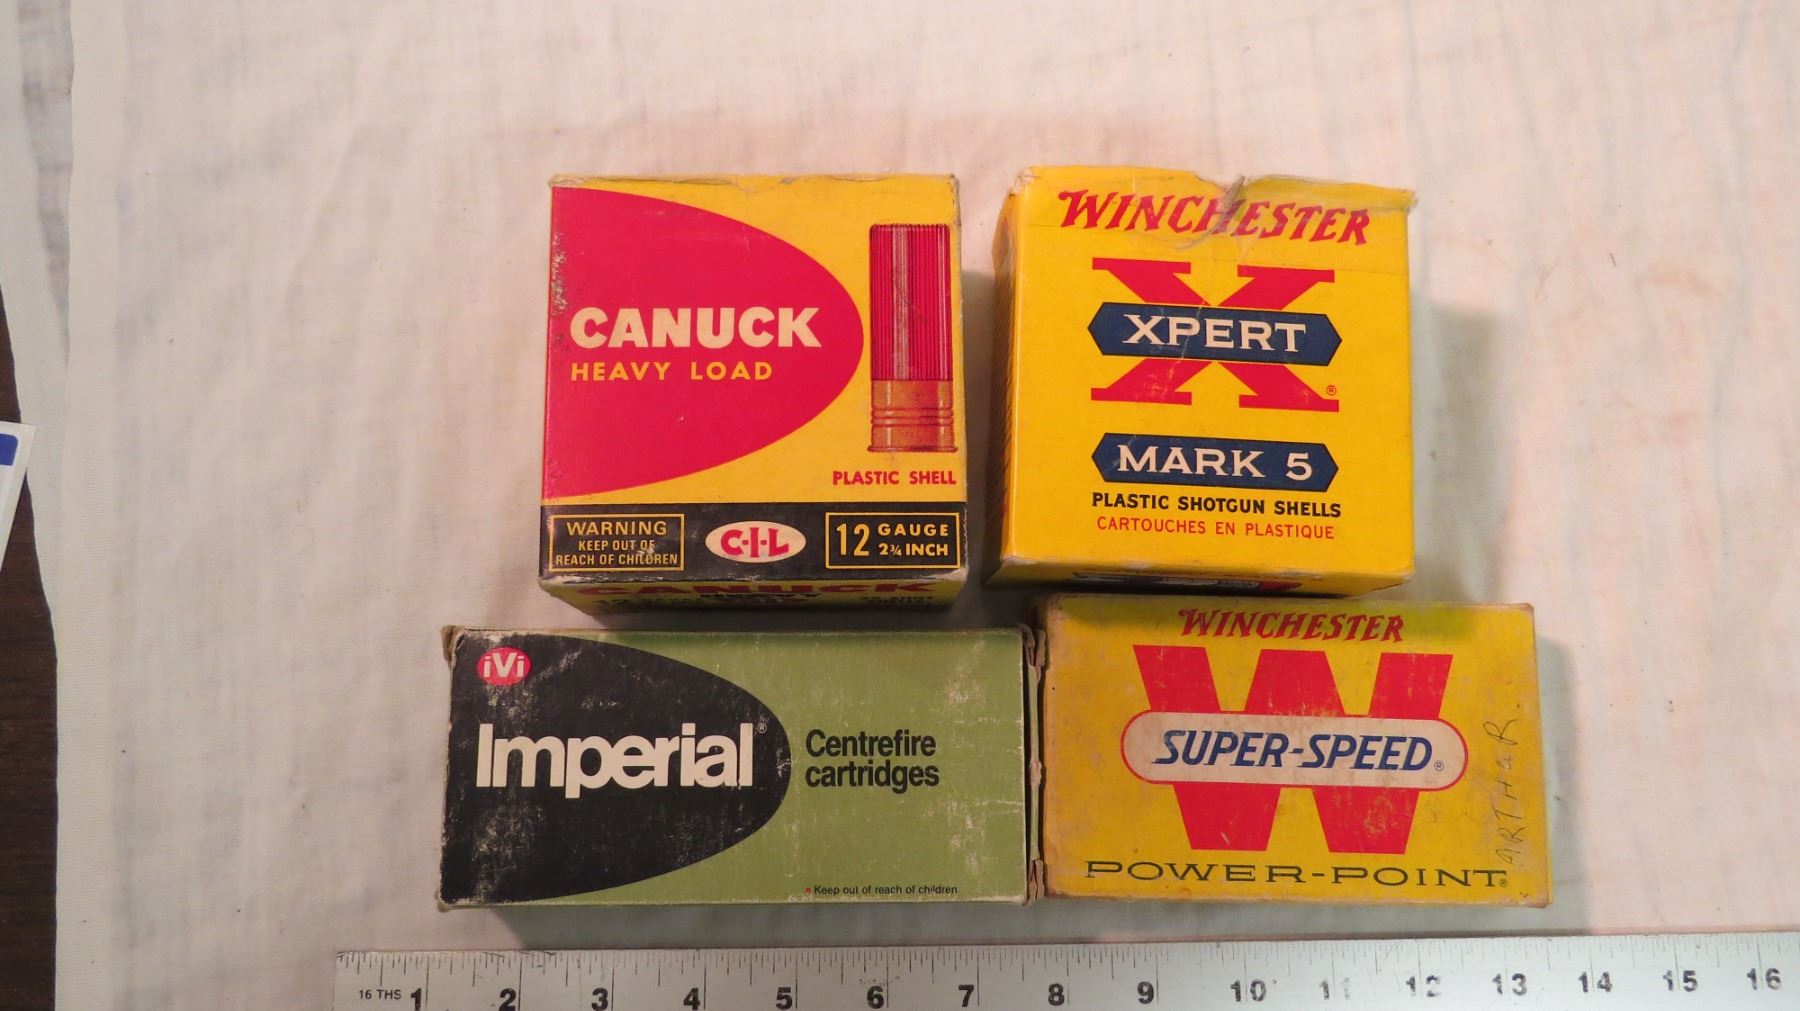 CANUCK
HEAVY LOAD
PLASTIC SHELL
WARNING
KEEP OUT OF
REACH OF CHILDREN
C-I-L
12 GAUGE
2¾ INCH
CANUCK
WINCHESTER
XPERT
®
MARK 5
PLASTIC SHOTGUN SHELLS
CARTOUCHES EN PLASTIQUE
iVi
Imperial®
Centrefire
cartridges
• Keep out of reach of children
WINCHESTER
SUPER-SPEED®
POWER-POINT®
ARTHUR
16 THS 1 2 3 4 5 6 7 8 9 10 11 12 13 14 15 16